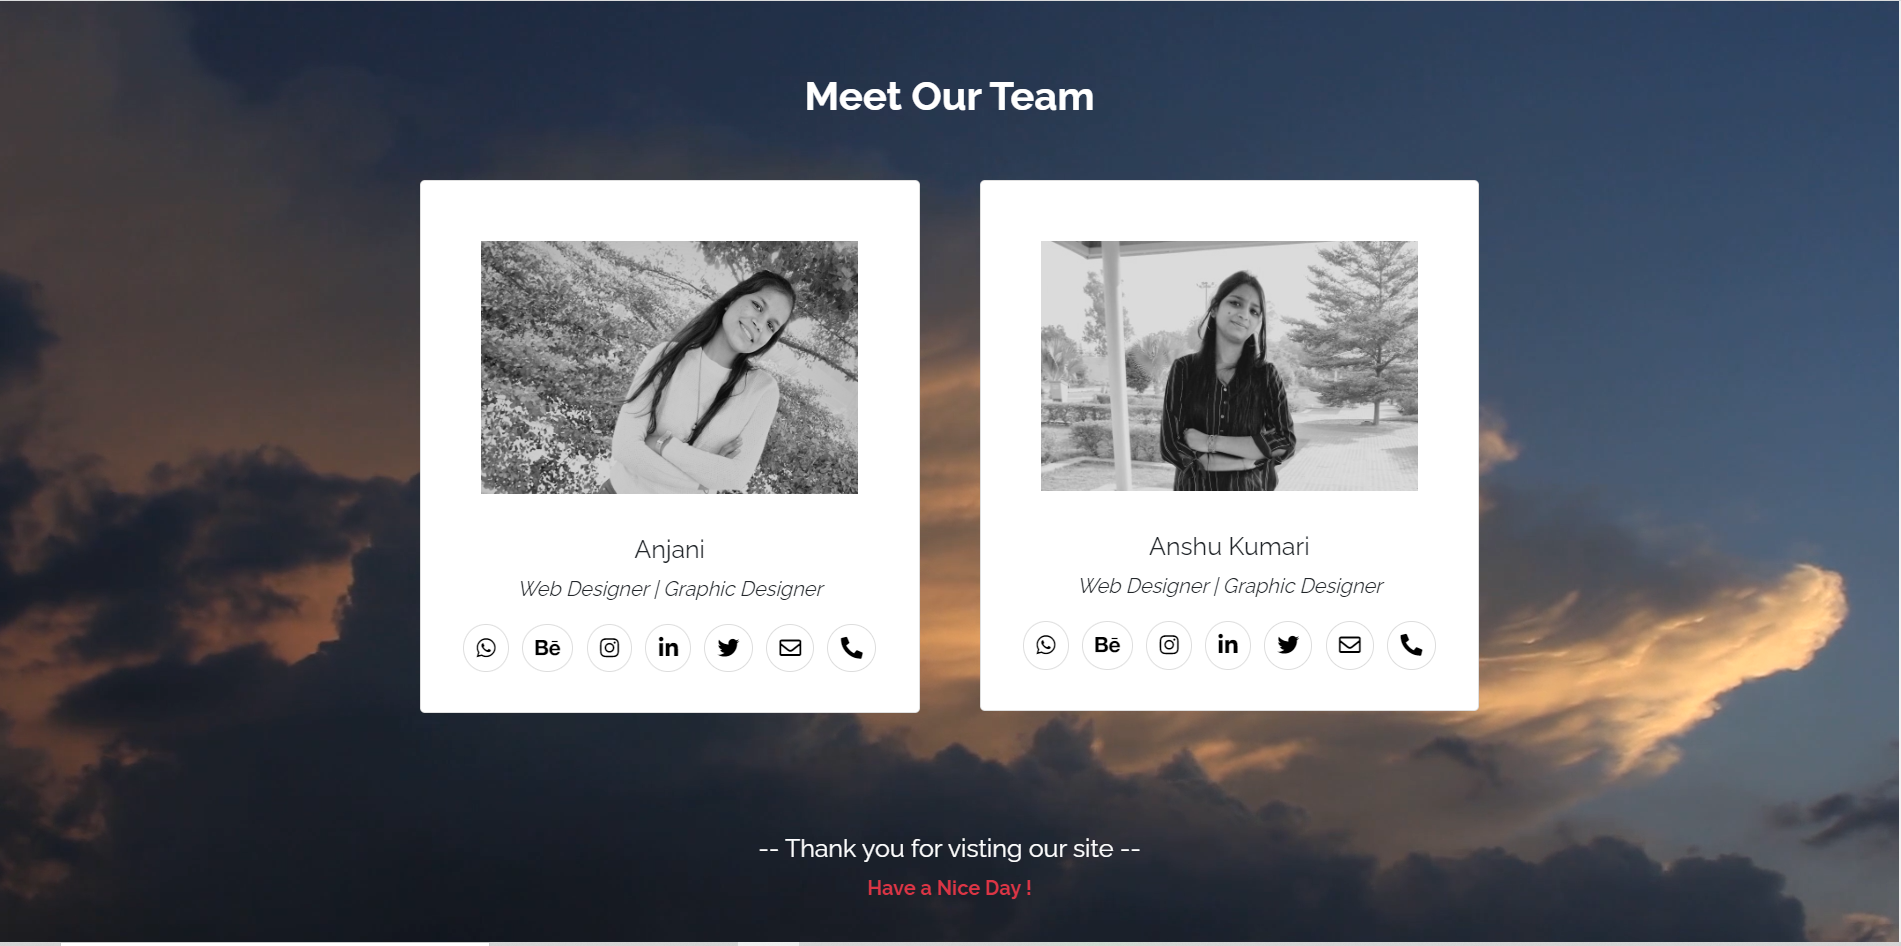 Meet Our Team
Anjani
Web Designer | Graphic Designer
Bē
in
Anshu Kumari
Web Designer | Graphic Designer
Bē
in
-- Thank you for visting our site --
Have a Nice Day !